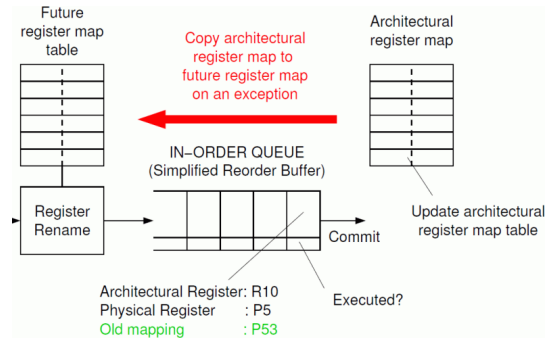 Future
register map
table
Copy architectural
register map to
future register map
on an exception
Architectural
register map
IN-ORDER QUEUE
(Simplified Reorder Buffer)
Register
Rename
Commit
Update architectural
register map table
Architectural Register: R10
Physical Register : P5
Old mapping : P53
Executed?